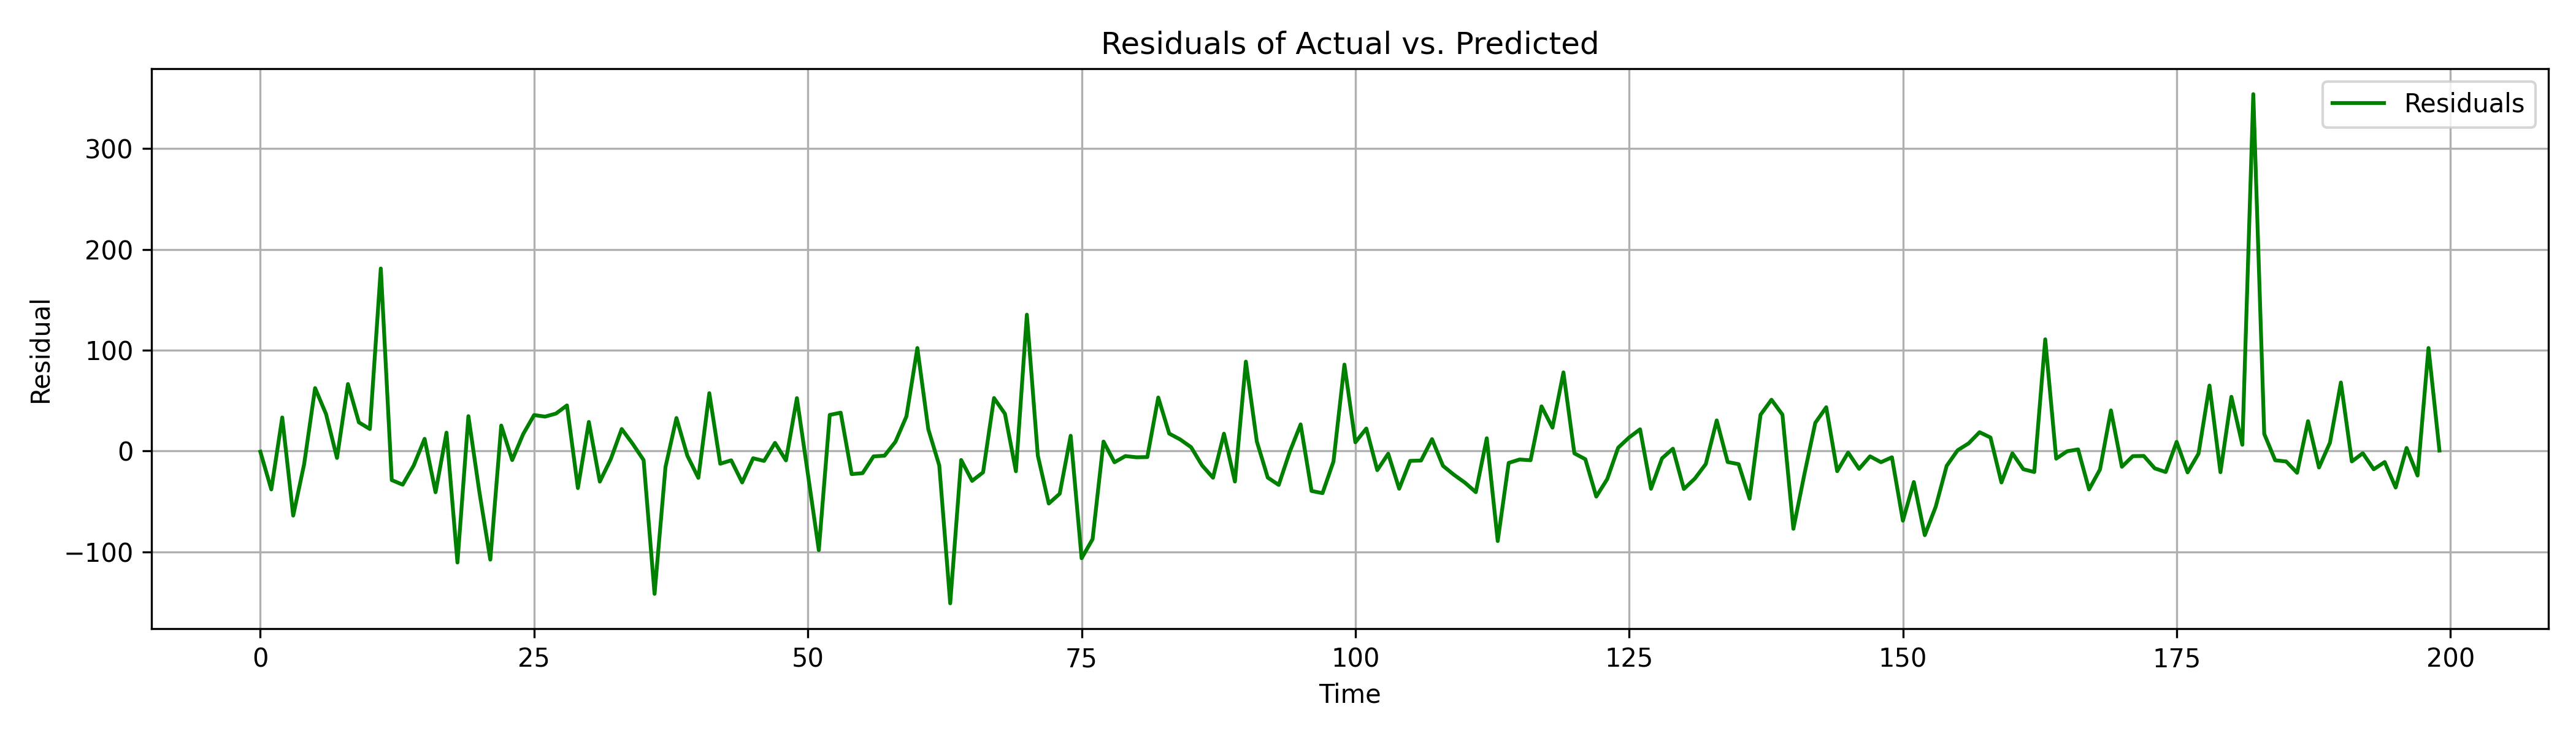 Residuals of Actual vs. Predicted
Residuals
300
200
100
0
−100
Residual
0 25 50 75 100 125 150 175 200
Time